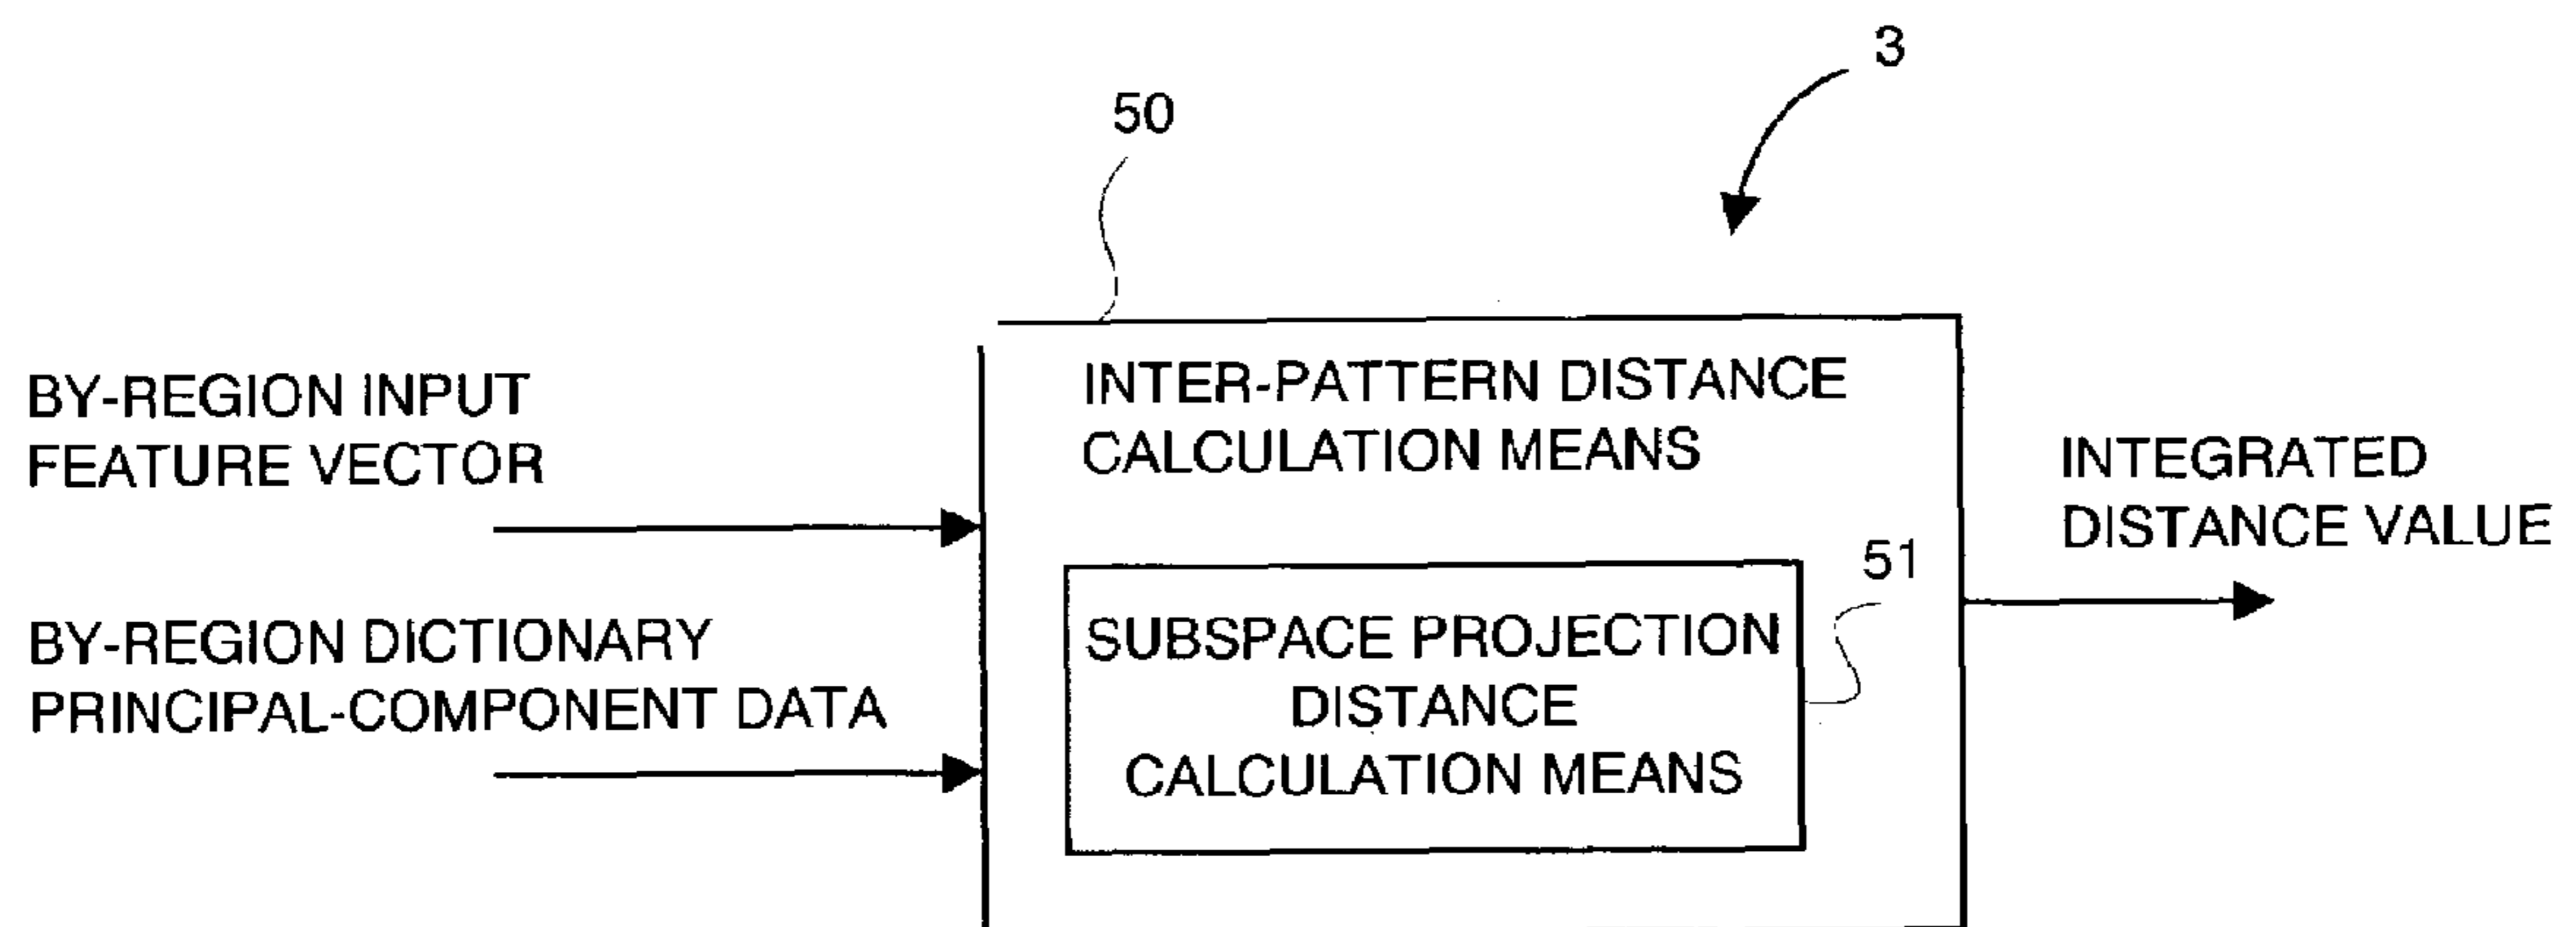 3
50
BY-REGION INPUT
FEATURE VECTOR
INTER-PATTERN DISTANCE
CALCULATION MEANS
INTEGRATED
DISTANCE VALUE
51
BY-REGION DICTIONARY
PRINCIPAL-COMPONENT DATA
SUBSPACE PROJECTION
DISTANCE
CALCULATION MEANS